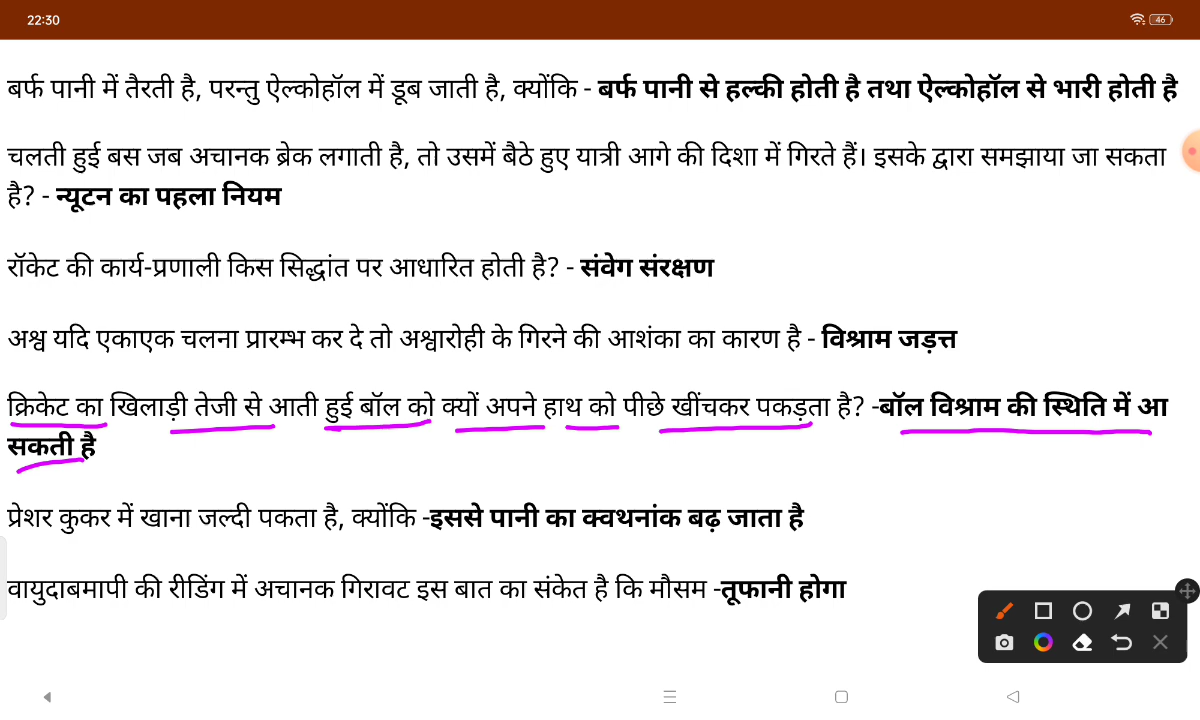 22:30
46
बर्फ पानी में तैरती है, परन्तु ऐल्कोहॉल में डूब जाती है, क्योंकि - बर्फ पानी से हल्की होती है तथा ऐल्कोहॉल से भारी होती है
चलती हुई बस जब अचानक ब्रेक लगाती है, तो उसमें बैठे हुए यात्री आगे की दिशा में गिरते हैं। इसके द्वारा समझाया जा सकता
है? - न्यूटन का पहला नियम
रॉकेट की कार्य-प्रणाली किस सिद्धांत पर आधारित होती है? - संवेग संरक्षण
अश्व यदि एकाएक चलना प्रारम्भ कर दे तो अश्वारोही के गिरने की आशंका का कारण है - विश्राम जड़त्त
क्रिकेट का खिलाड़ी तेजी से आती हुई बॉल को क्यों अपने हाथ को पीछे खींचकर पकड़ता है? -बॉल विश्राम की स्थिति में आ
सकती है
प्रेशर कुकर में खाना जल्दी पकता है, क्योंकि -इससे पानी का क्वथनांक बढ़ जाता है
वायुदाबमापी की रीडिंग में अचानक गिरावट इस बात का संकेत है कि मौसम -तूफानी होगा